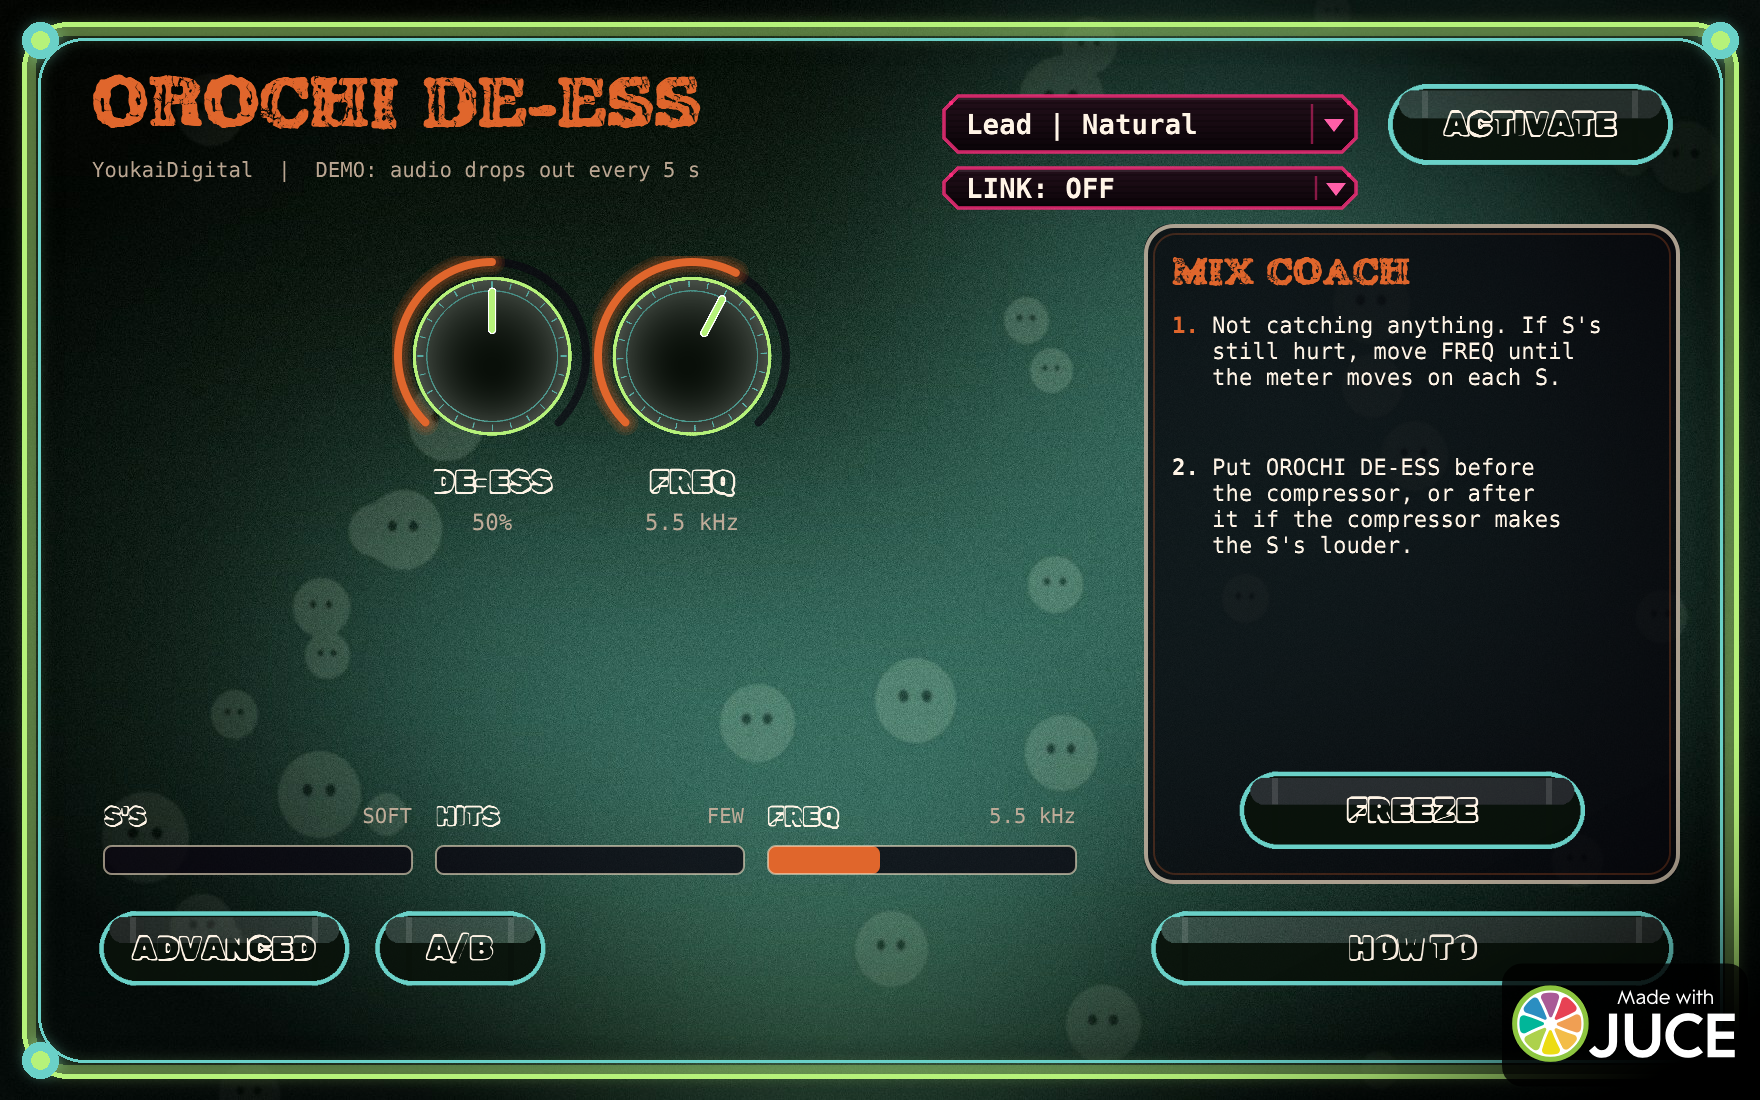 OROCHI DE-ESS
YoukaiDigital | DEMO: audio drops out every 5 s
Lead | Natural
LINK: OFF
ACTIVATE
DE-ESS
50%
FREQ
5.5 kHz
MIX COACH
1. Not catching anything. If S's
still hurt, move FREQ until
the meter moves on each S.
2. Put OROCHI DE-ESS before
the compressor, or after
it if the compressor makes
the S's louder.
FREEZE
S'S SOFT
HITS FEW
FREQ 5.5 kHz
ADVANCED
A/B
HOW TO
Made with
JUCE